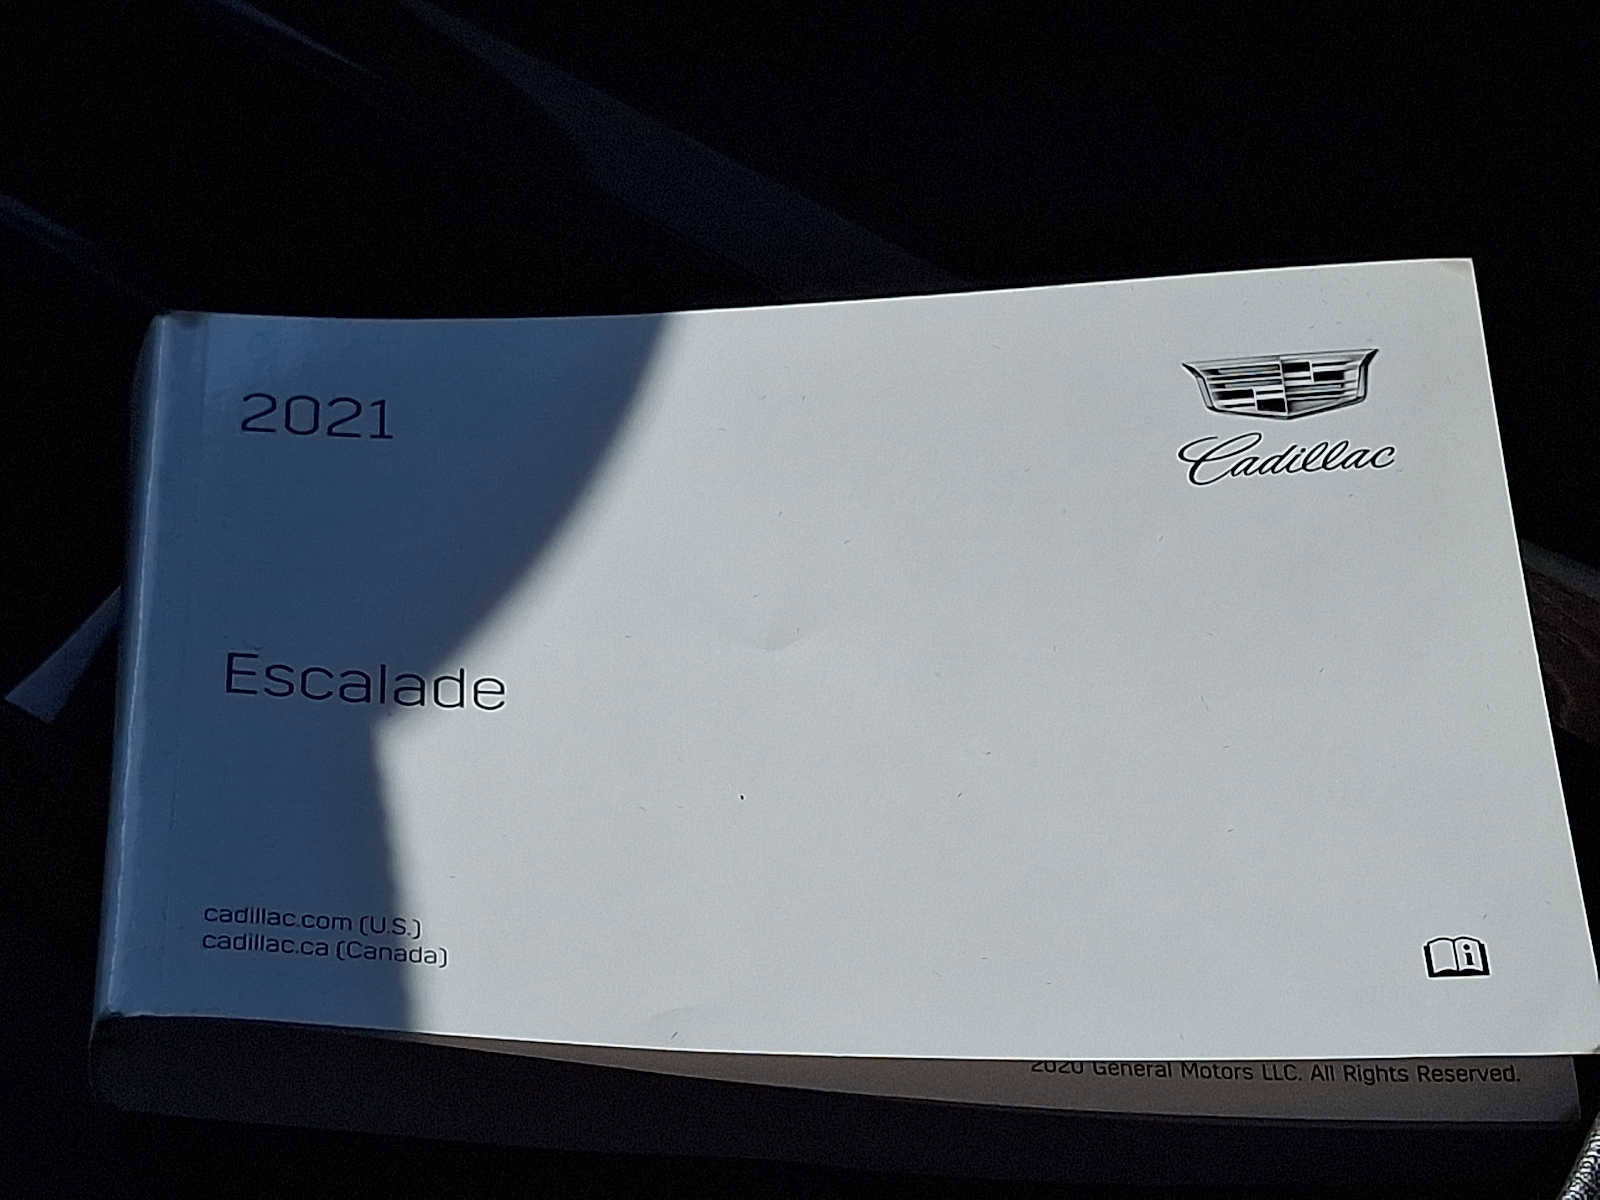 2021
Cadillac
Escalade
cadillac.com (U.S.)
cadillac.ca (Canada)
i
2020 General Motors LLC. All Rights Reserved.